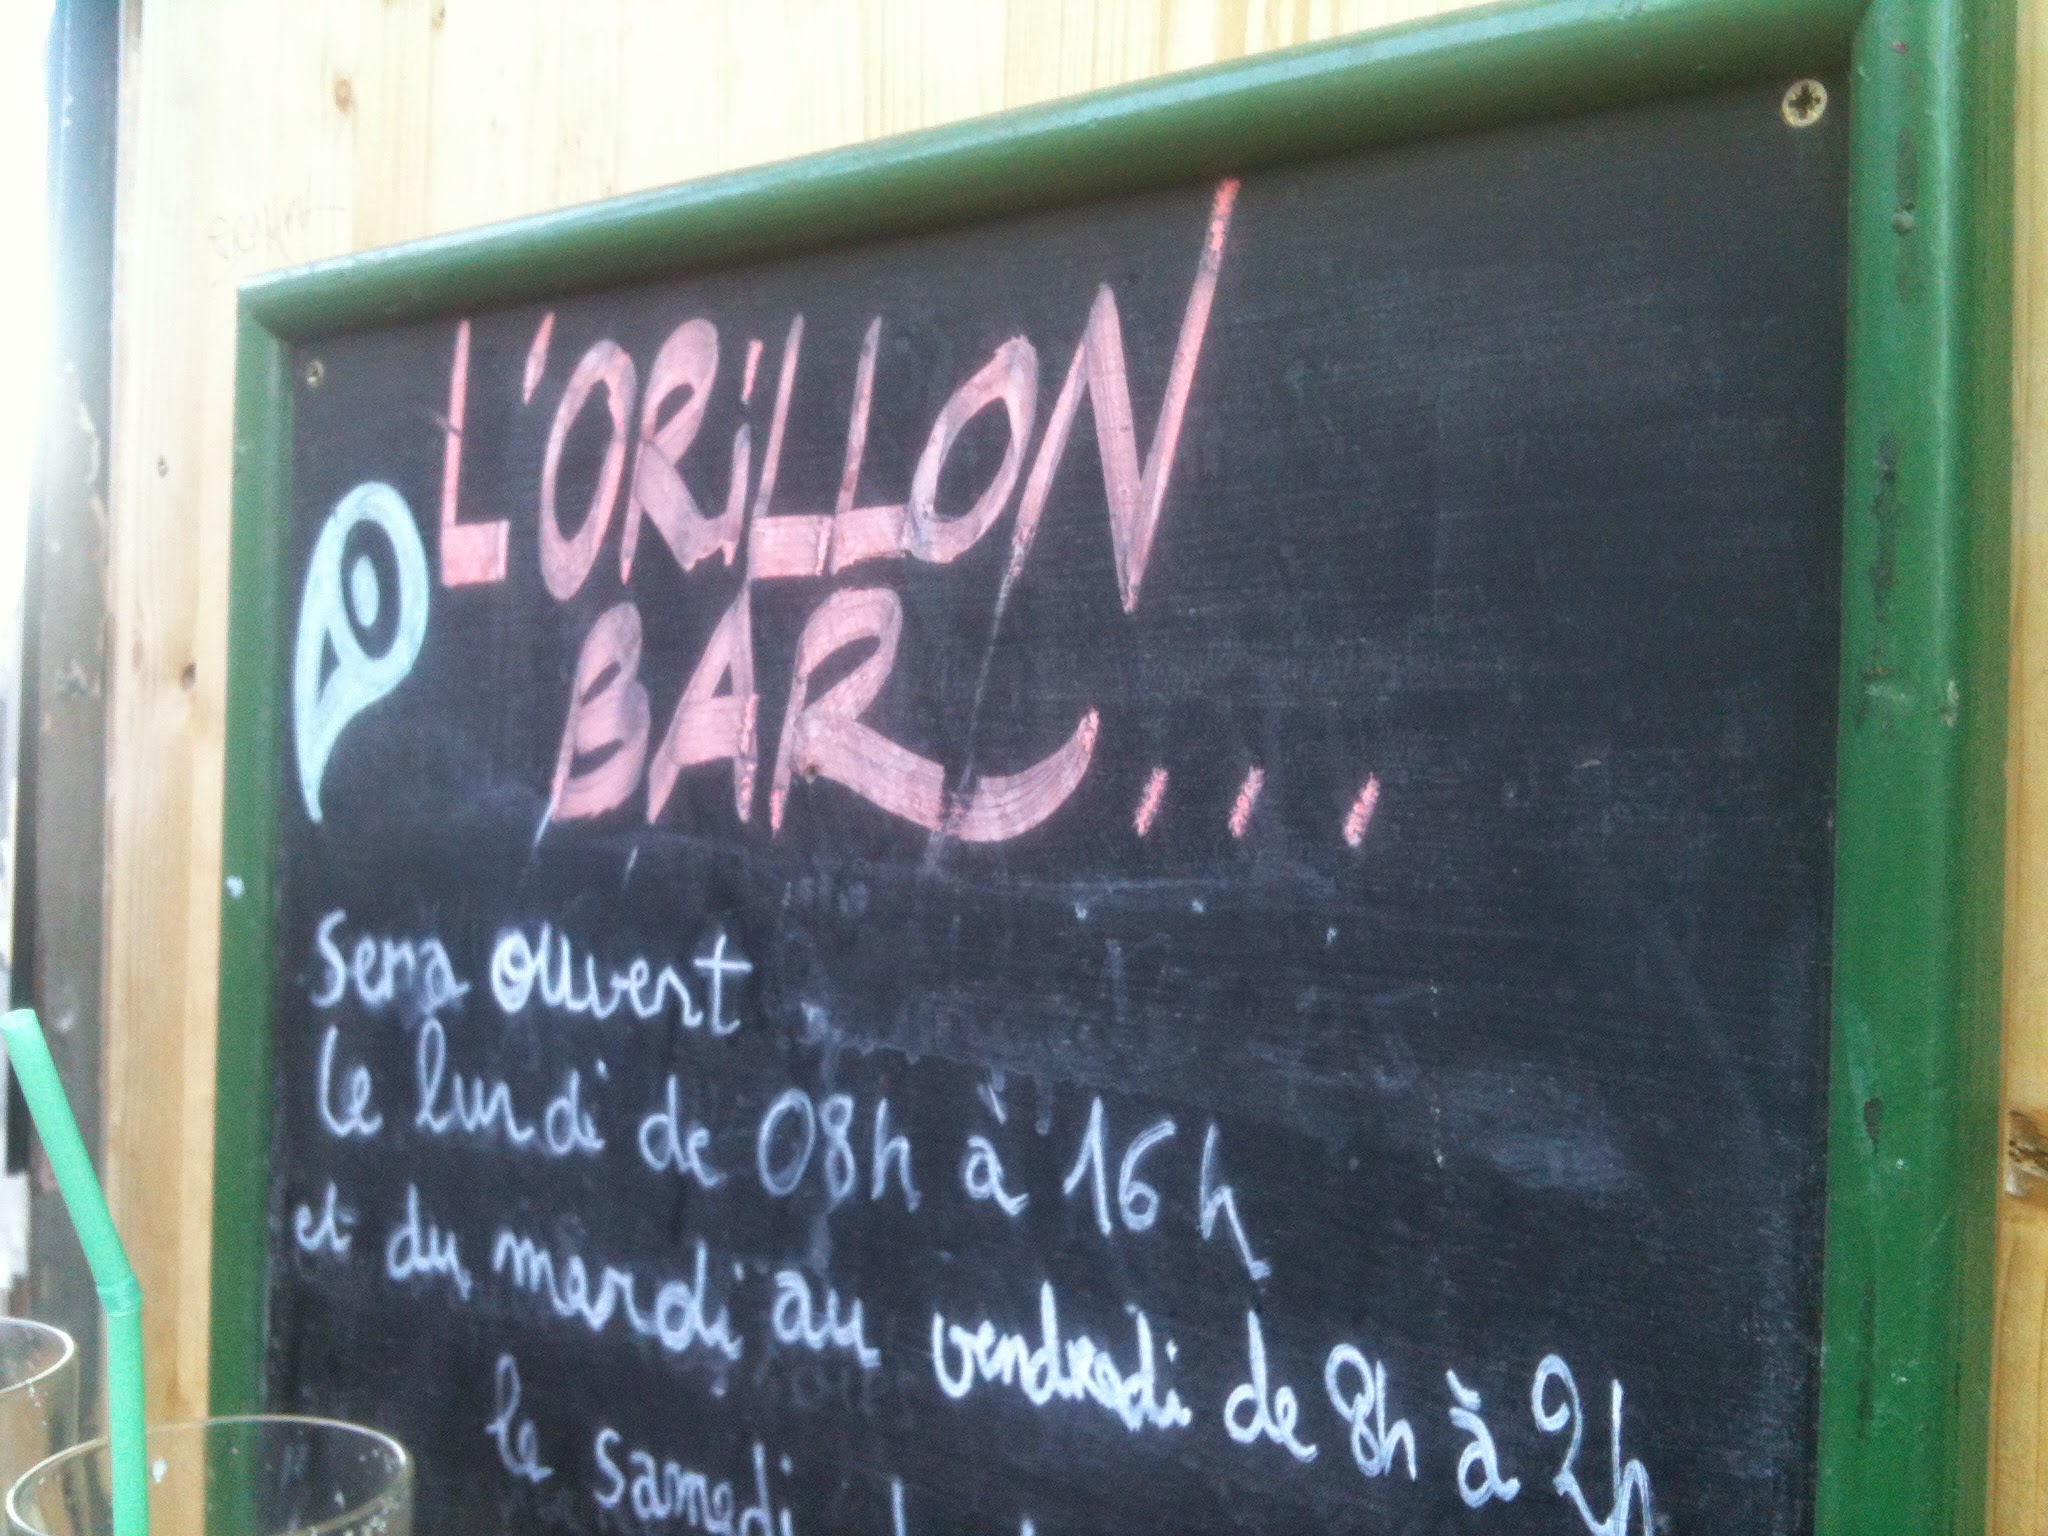 L'ORiLLON
BAR...
Sera ouvert
le lundi de 08h à 16h
et du mardi au vendredi de 8h à 2h
le samedi